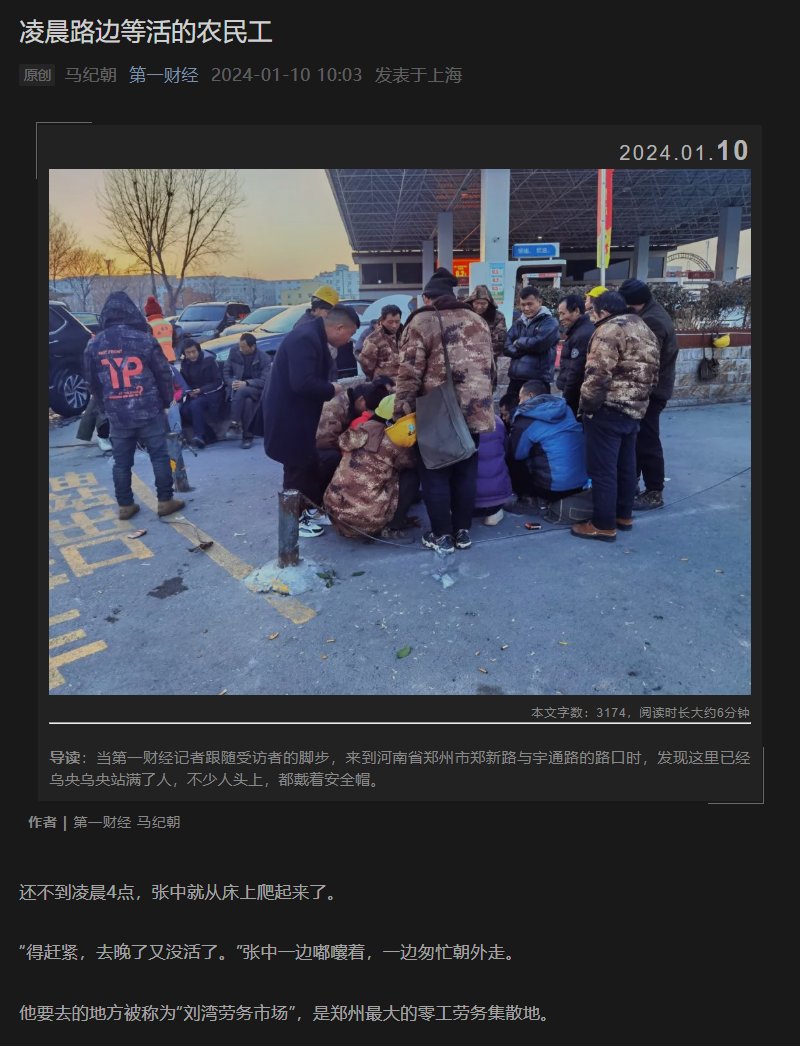 凌晨路边等活的农民工
原创 马纪朝 第一财经 2024-01-10 10:03 发表于上海
2024.01.10
YP
本文字数：3174，阅读时长大约6分钟
导读：当第一财经记者跟随受访者的脚步，来到河南省郑州市郑新路与宇通路的路口时，发现这里已经
乌央乌央站满了人，不少人头上，都戴着安全帽。
作者 | 第一财经 马纪朝
还不到凌晨4点，张中就从床上爬起来了。
“得赶紧，去晚了又没活了。”张中一边嘟囔着，一边匆忙朝外走。
他要去的地方被称为“刘湾劳务市场”，是郑州最大的零工劳务集散地。